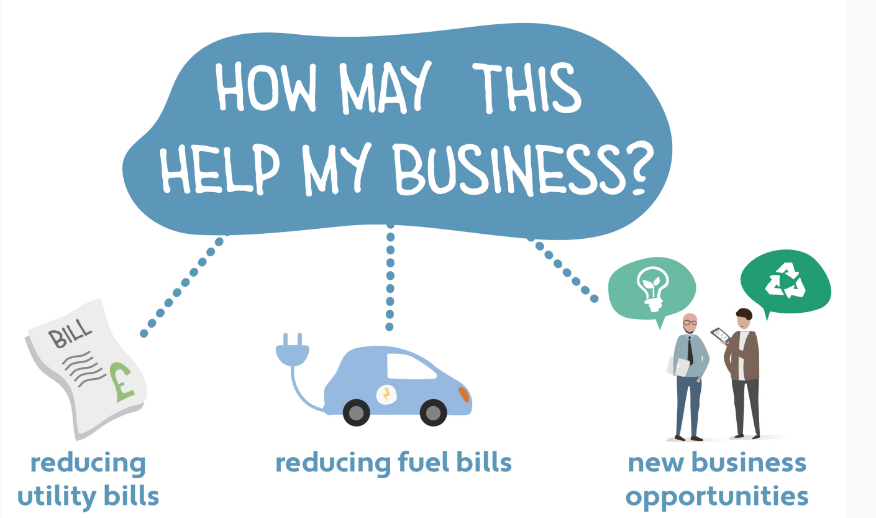 HOW MAY THIS
HELP MY BUSINESS?
BILL
£
reducing
utility bills
reducing fuel bills
new business
opportunities